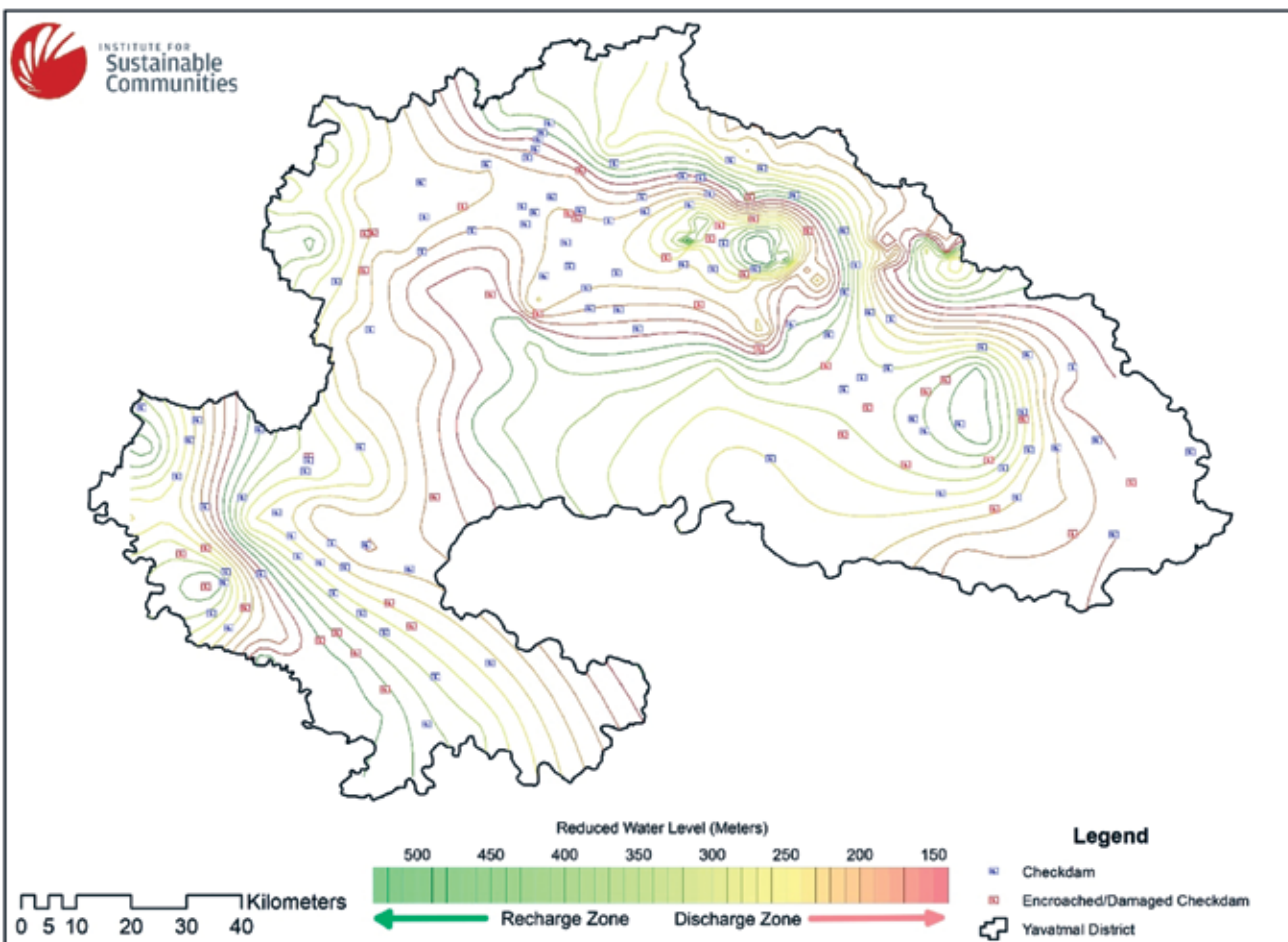 INSTITUTE FOR
Sustainable
Communities
Reduced Water Level (Meters)
500 450 400 350 300 250 200 150
Recharge Zone Discharge Zone
0 5 10 20 30 40 Kilometers
Legend
Checkdam
Encroached/Damaged Checkdam
Yavatmal District